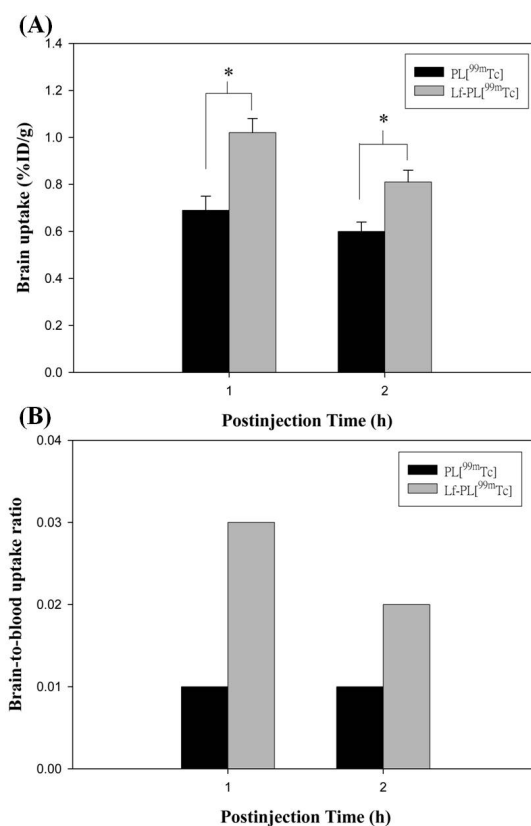 (A)
1.4
1.2
1.0
0.8
0.6
0.4
0.2
0.0
Brain uptake (%ID/g)
*
*
PL[99mTc]
Lf-PL[99mTc]
1 2
Postinjection Time (h)
(B)
0.04
0.03
0.02
0.01
0.00
Brain-to-blood uptake ratio
PL[99mTc]
Lf-PL[99mTc]
1 2
Postinjection Time (h)